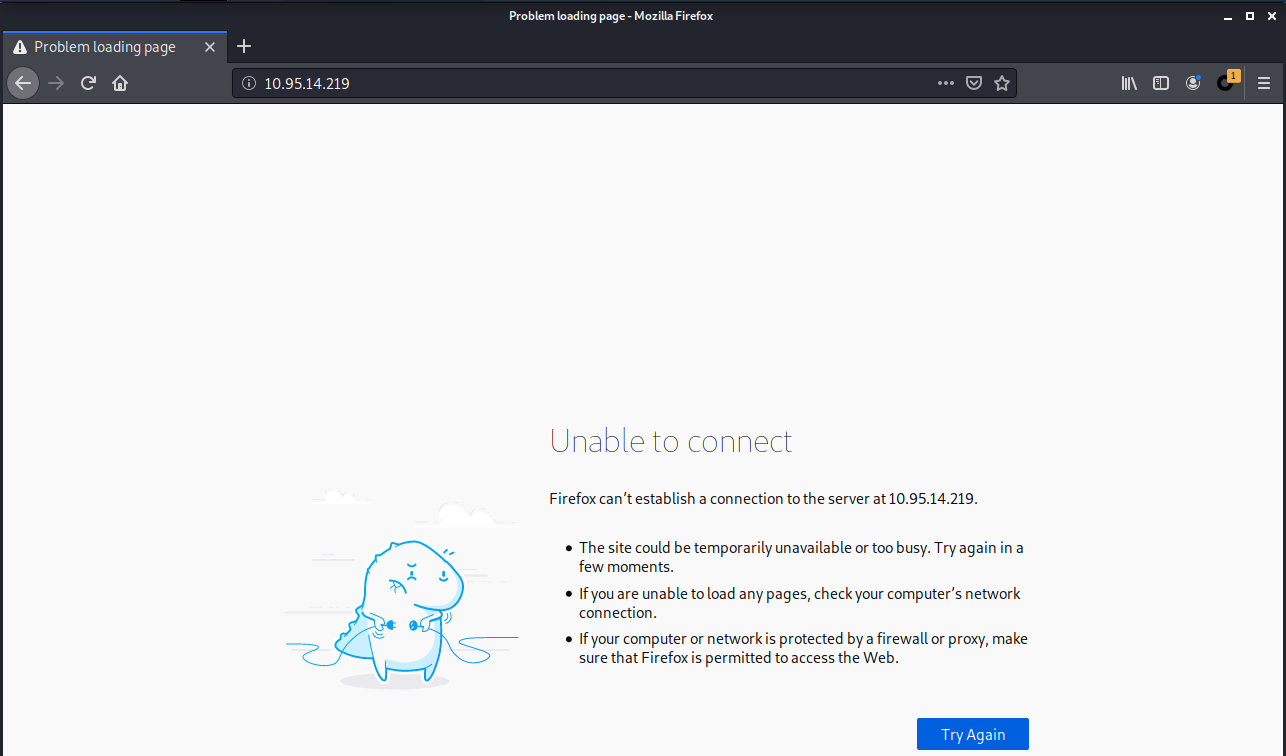 Problem loading page - Mozilla Firefox
Problem loading page
10.95.14.219
1
Unable to connect
Firefox can’t establish a connection to the server at 10.95.14.219.
The site could be temporarily unavailable or too busy. Try again in a
few moments.
If you are unable to load any pages, check your computer’s network
connection.
If your computer or network is protected by a firewall or proxy, make
sure that Firefox is permitted to access the Web.
Try Again